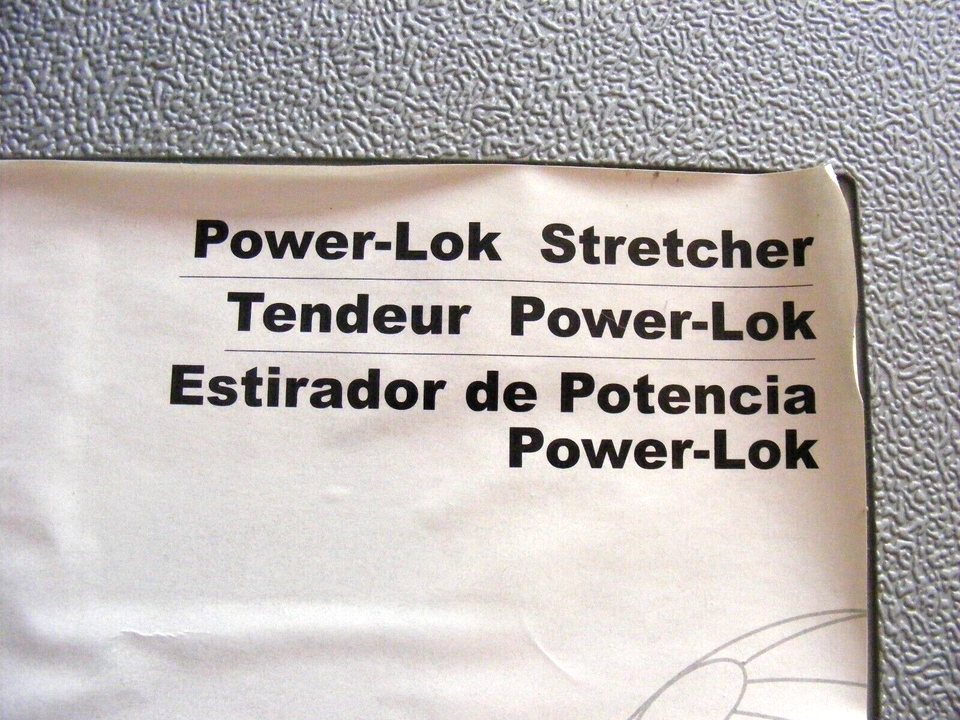 Power-Lok Stretcher
Tendeur Power-Lok
Estirador de Potencia
Power-Lok